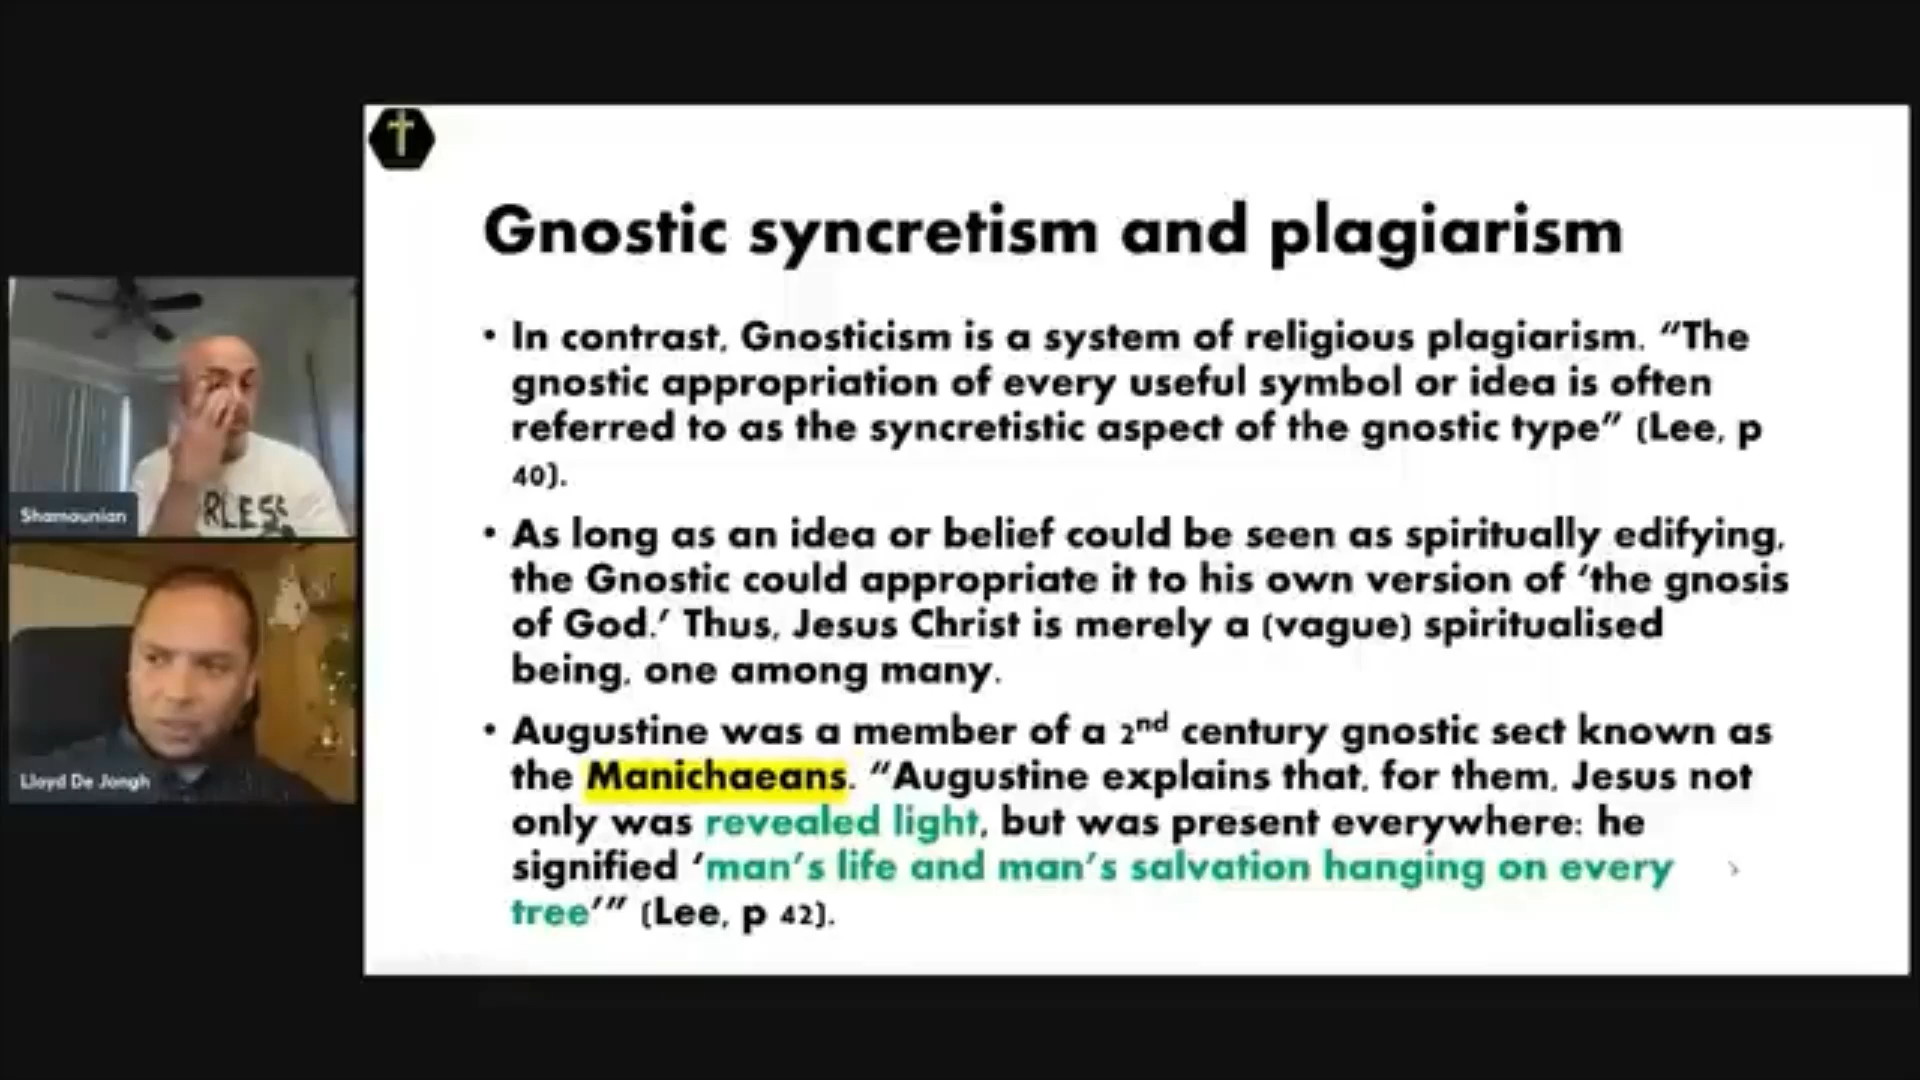 Gnostic syncretism and plagiarism
• In contrast, Gnosticism is a system of religious plagiarism. “The
gnostic appropriation of every useful symbol or idea is often
referred to as the syncretistic aspect of the gnostic type” (Lee, p
40).
• As long as an idea or belief could be seen as spiritually edifying,
the Gnostic could appropriate it to his own version of ‘the gnosis
of God.’ Thus, Jesus Christ is merely a (vague) spiritualised
being, one among many.
• Augustine was a member of a 2nd century gnostic sect known as
the Manichaeans. “Augustine explains that, for them, Jesus not
only was revealed light, but was present everywhere: he
signified ‘man’s life and man’s salvation hanging on every
tree’” (Lee, p 42).
RLESS
Shamounian
Lloyd De Jongh